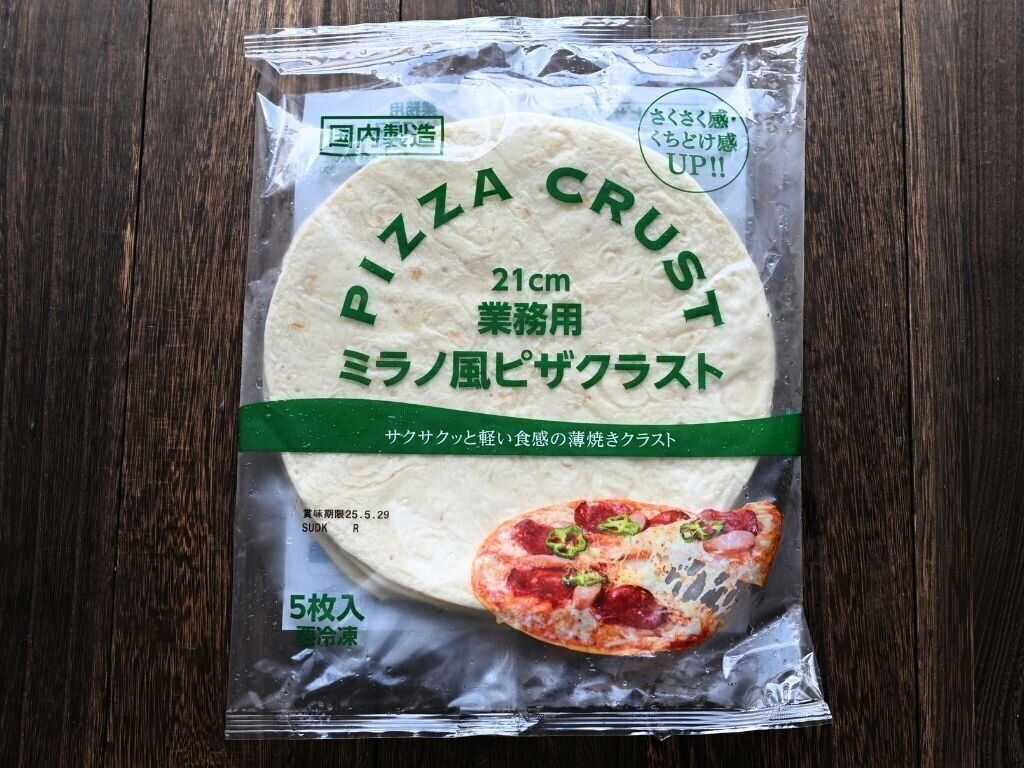 国内製造
さくさく感・
くちどけ感
UP!!
PIZZA CRUST
21cm
業務用
ミラノ風ピザクラスト
サクサクッと軽い食感の薄焼きクラスト
賞味期限25.5.29
SUDK R
5枚入
要冷凍